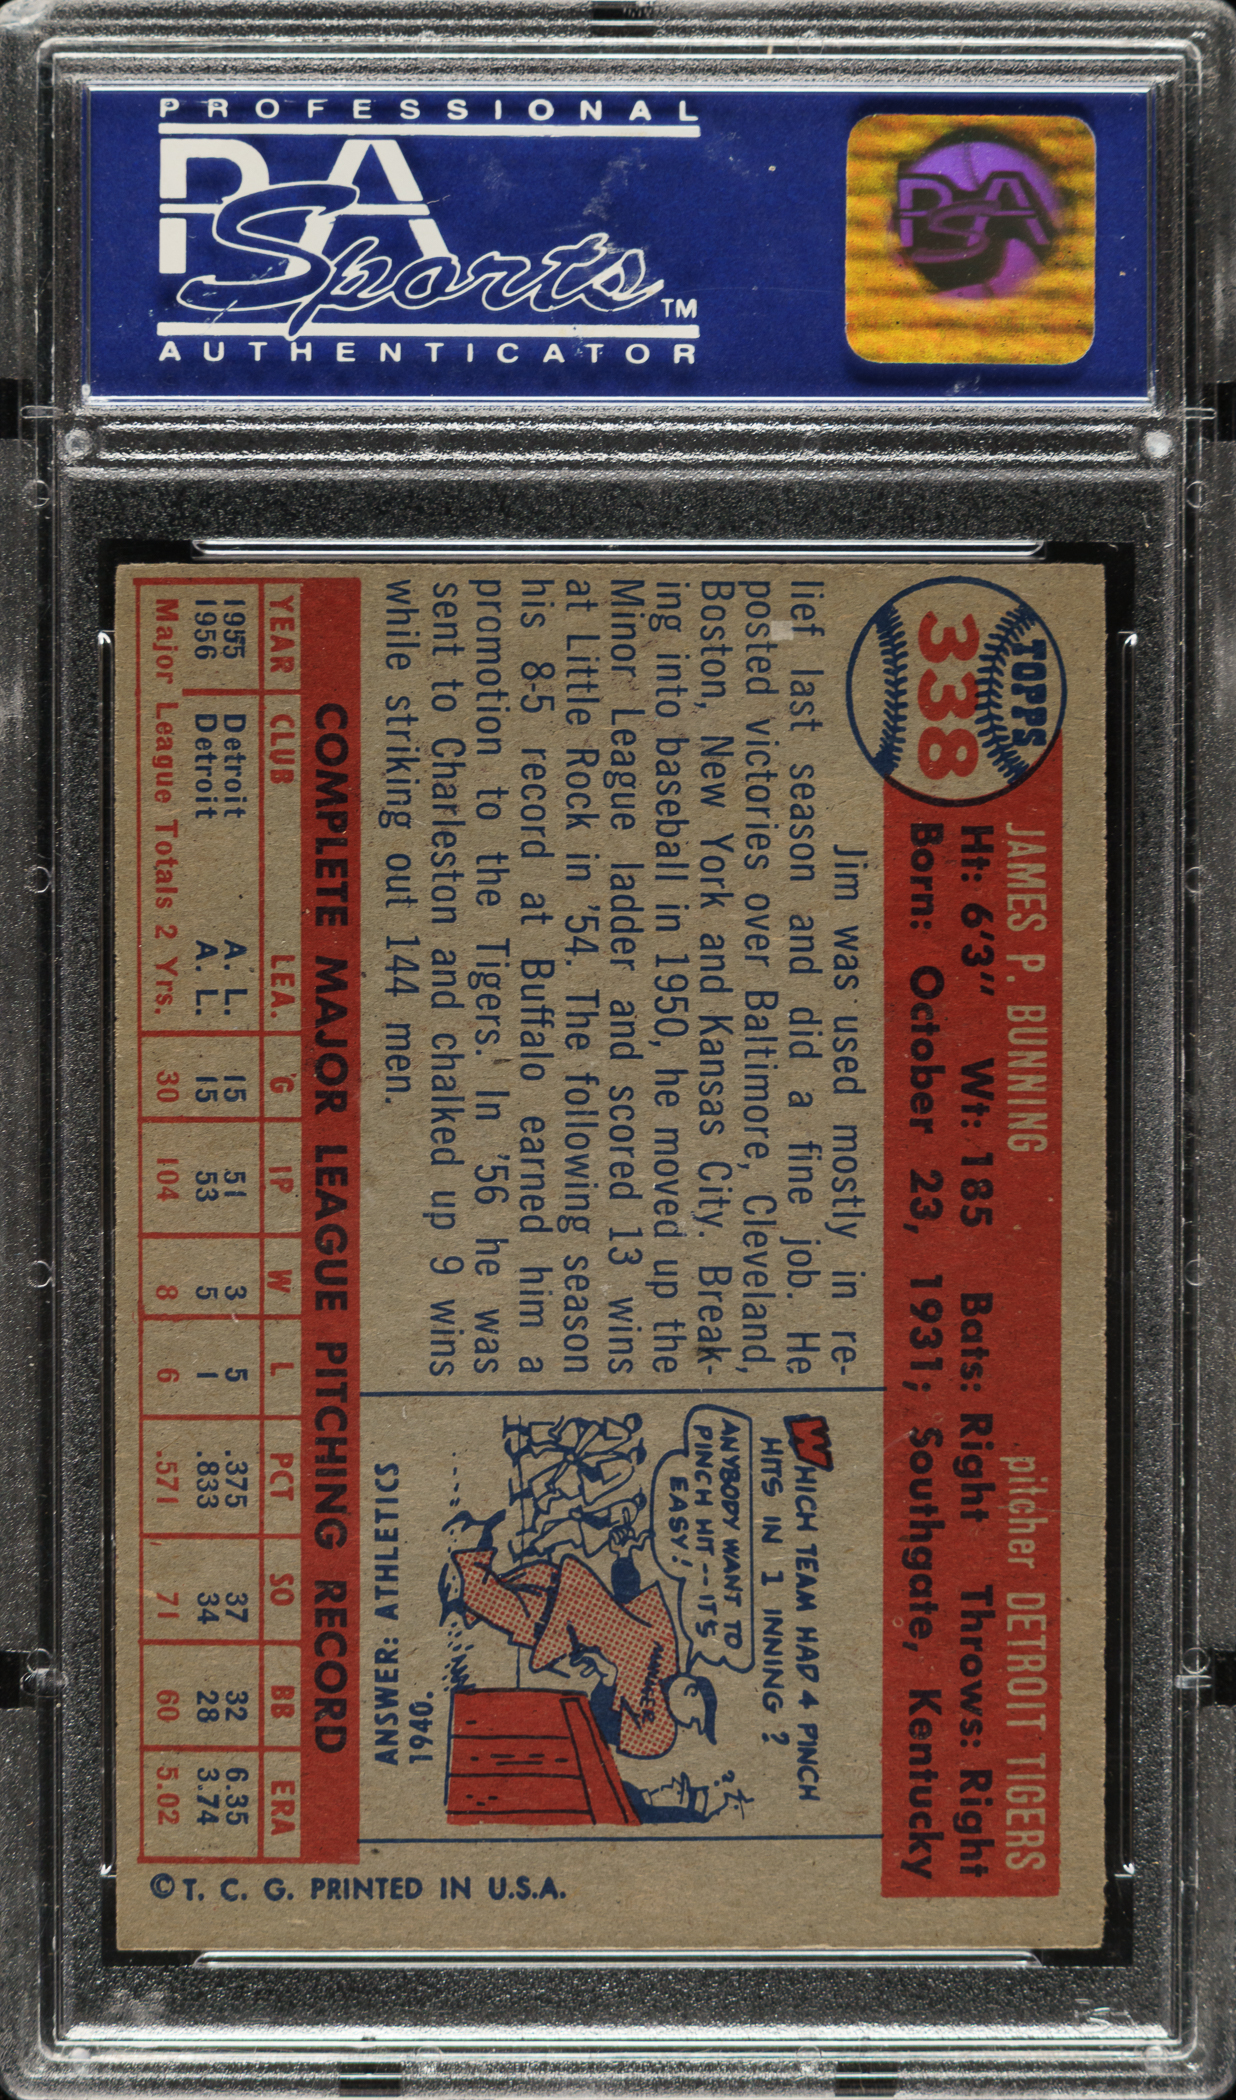 PROFESSIONAL
PSA
Sports TM
AUTHENTICATOR
PSA
TOPPS
338
JAMES P. BUNNING pitcher DETROIT TIGERS
Ht: 6'3" Wt: 185 Bats: Right Throws: Right
Born: October 23, 1931; Southgate, Kentucky
Jim was used mostly in re-
lief last season and did a fine job. He
posted victories over Baltimore, Cleveland,
Boston, New York and Kansas City. Break-
ing into baseball in 1950, he moved up the
Minor League ladder and scored 13 wins
at Little Rock in '54. The following season
his 8-5 record at Buffalo earned him a
promotion to the Tigers. In '56 he was
sent to Charleston and chalked up 9 wins
while striking out 144 men.
WHICH TEAM HAD 4 PINCH
HITS IN 1 INNING?
ANYBODY WANT TO
PINCH HIT--IT'S
EASY!
ANSWER: ATHLETICS
1940.
COMPLETE MAJOR LEAGUE PITCHING RECORD
YEAR CLUB LEA. G IP W L PCT SO BB ERA
1955 Detroit A. L. 15 51 3 5 .375 37 32 6.35
1956 Detroit A. L. 15 53 5 1 .833 34 28 3.74
Major League Totals 2 Yrs. 30 104 8 6 .571 71 60 5.02
© T. C. G. PRINTED IN U.S.A.